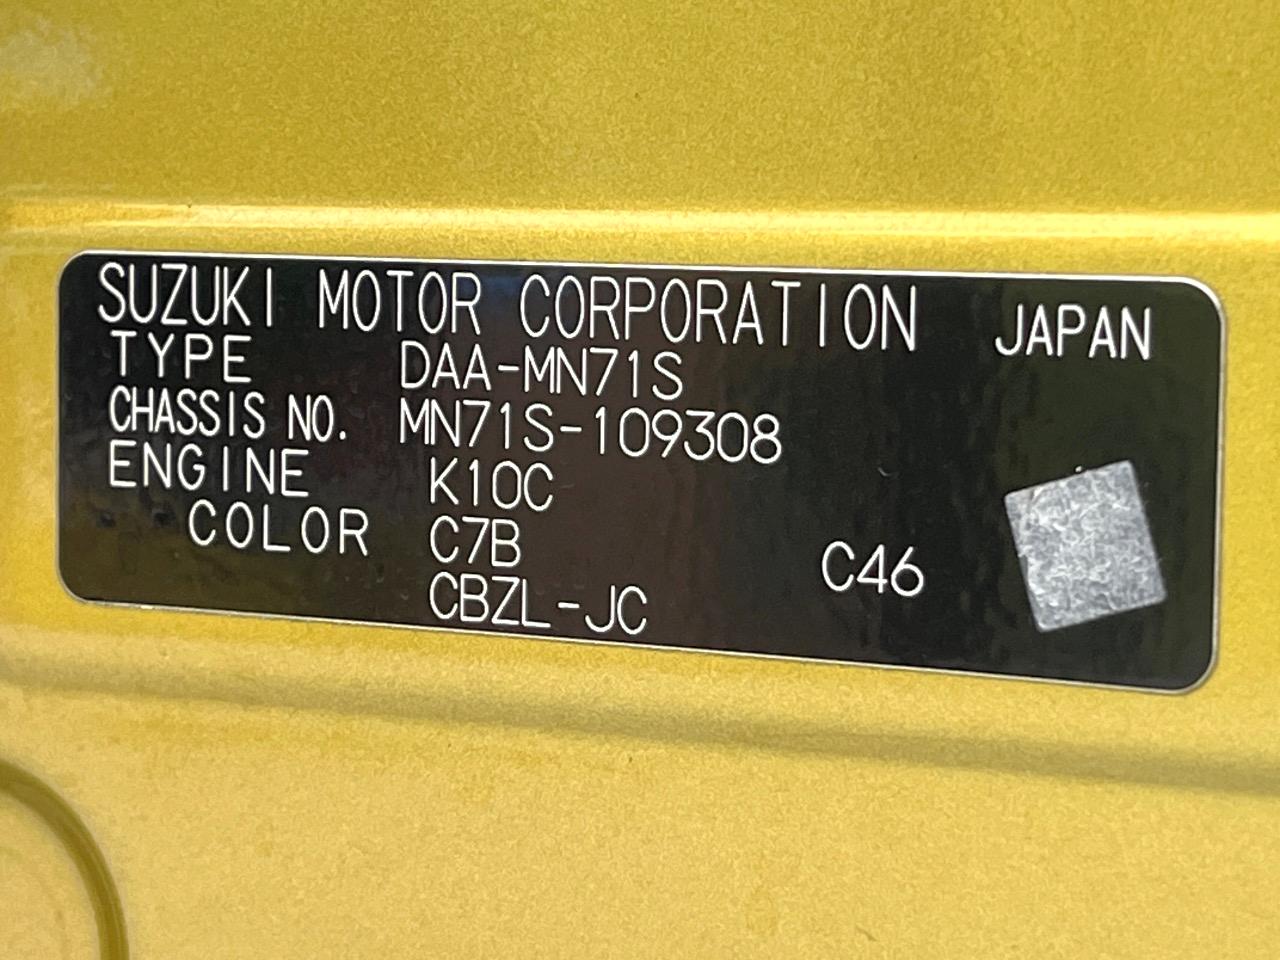 SUZUKI MOTOR CORPORATION JAPAN
TYPE DAA-MN71S
CHASSIS NO. MN71S-109308
ENGINE K10C
COLOR C7B C46
CBZL-JC